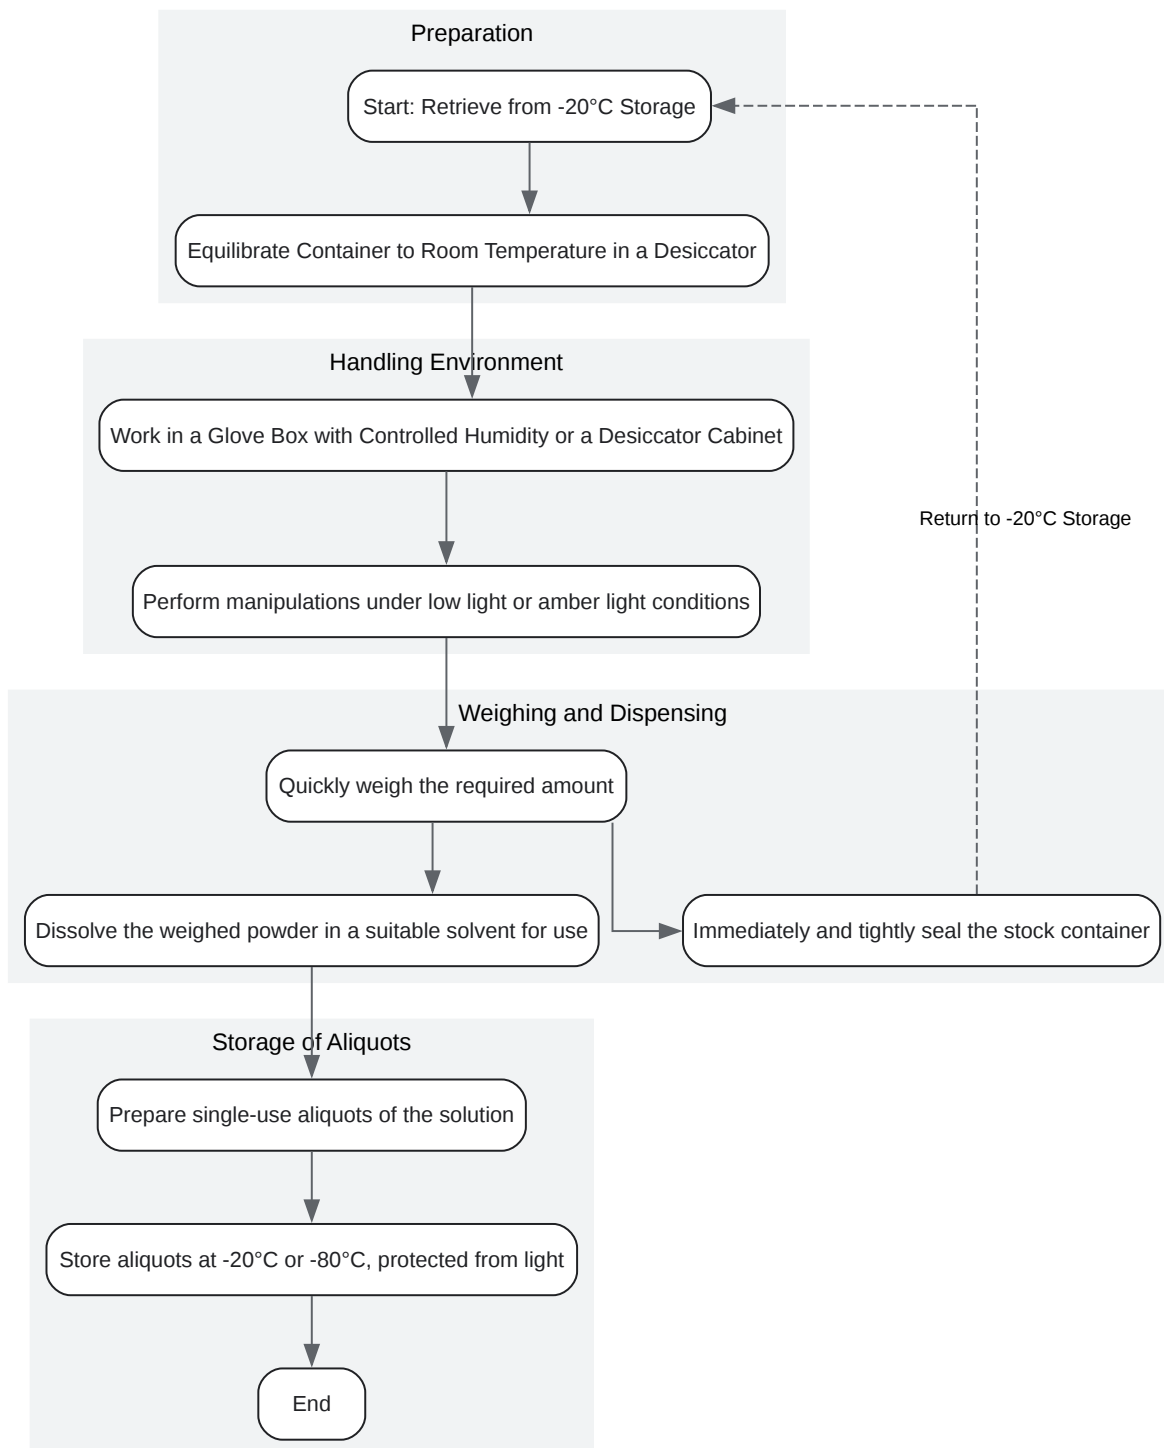 Preparation
Start: Retrieve from -20°C Storage
Equilibrate Container to Room Temperature in a Desiccator
Handling Environment
Work in a Glove Box with Controlled Humidity or a Desiccator Cabinet
Return to -20°C Storage
Perform manipulations under low light or amber light conditions
Weighing and Dispensing
Quickly weigh the required amount
Dissolve the weighed powder in a suitable solvent for use
Immediately and tightly seal the stock container
Storage of Aliquots
Prepare single-use aliquots of the solution
Store aliquots at -20°C or -80°C, protected from light
End